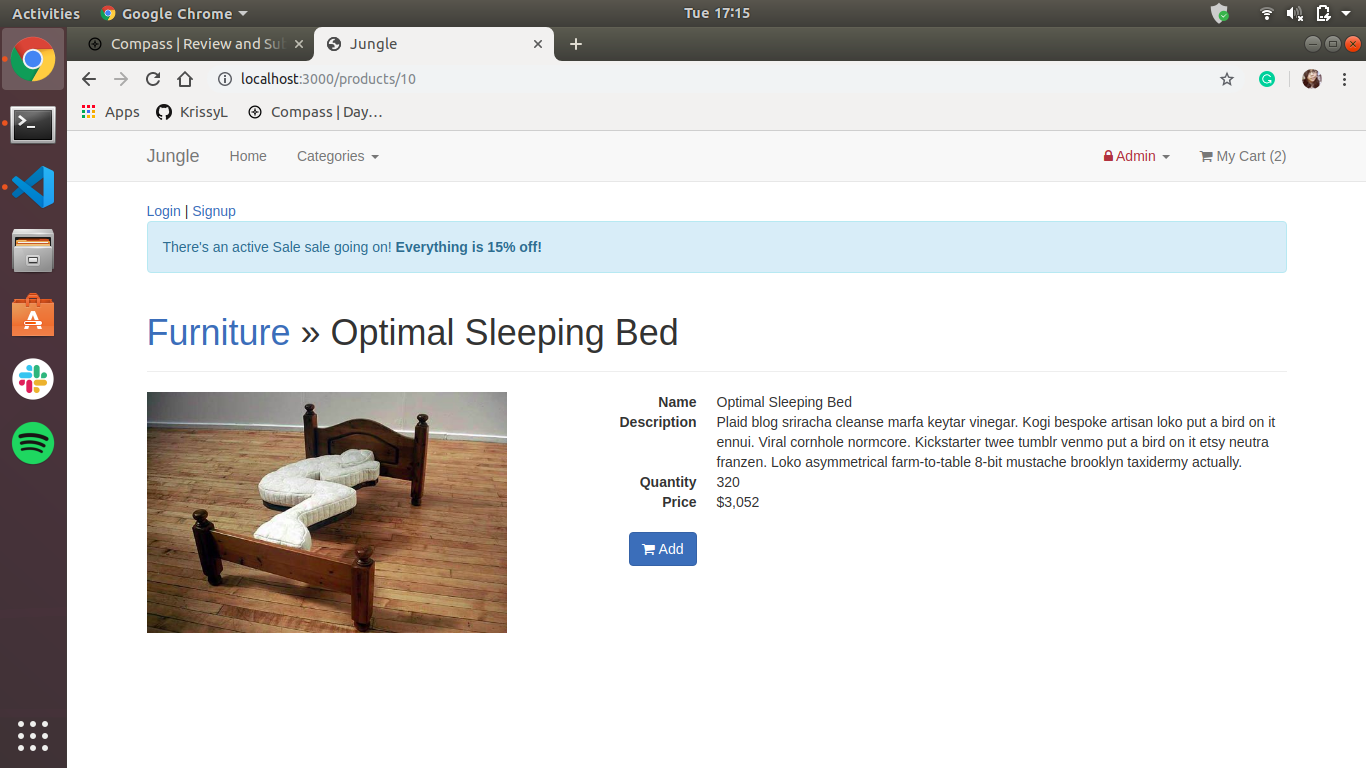 Activities Google Chrome Tue 17:15
Compass | Review and Su Jungle
localhost:3000/products/10
Apps KrissyL Compass | Day…
Jungle Home Categories Admin My Cart (2)
Login | Signup
There's an active Sale sale going on! Everything is 15% off!
Furniture » Optimal Sleeping Bed
Name Optimal Sleeping Bed
Description Plaid blog sriracha cleanse marfa keytar vinegar. Kogi bespoke artisan loko put a bird on it
ennui. Viral cornhole normcore. Kickstarter twee tumblr venmo put a bird on it etsy neutra
franzen. Loko asymmetrical farm-to-table 8-bit mustache brooklyn taxidermy actually.
Quantity 320
Price $3,052
Add